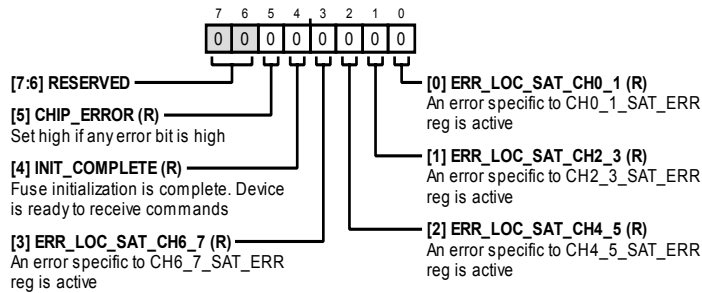 7 6 5 4 3 2 1 0
0 0 0 0 0 0 0 0
[7:6] RESERVED
[5] CHIP_ERROR (R)
Set high if any error bit is high
[4] INIT_COMPLETE (R)
Fuse initialization is complete. Device
is ready to receive commands
[3] ERR_LOC_SAT_CH6_7 (R)
An error specific to CH6_7_SAT_ERR
reg is active
[0] ERR_LOC_SAT_CH0_1 (R)
An error specific to CH0_1_SAT_ERR
reg is active
[1] ERR_LOC_SAT_CH2_3 (R)
An error specific to CH2_3_SAT_ERR
reg is active
[2] ERR_LOC_SAT_CH4_5 (R)
An error specific to CH4_5_SAT_ERR
reg is active